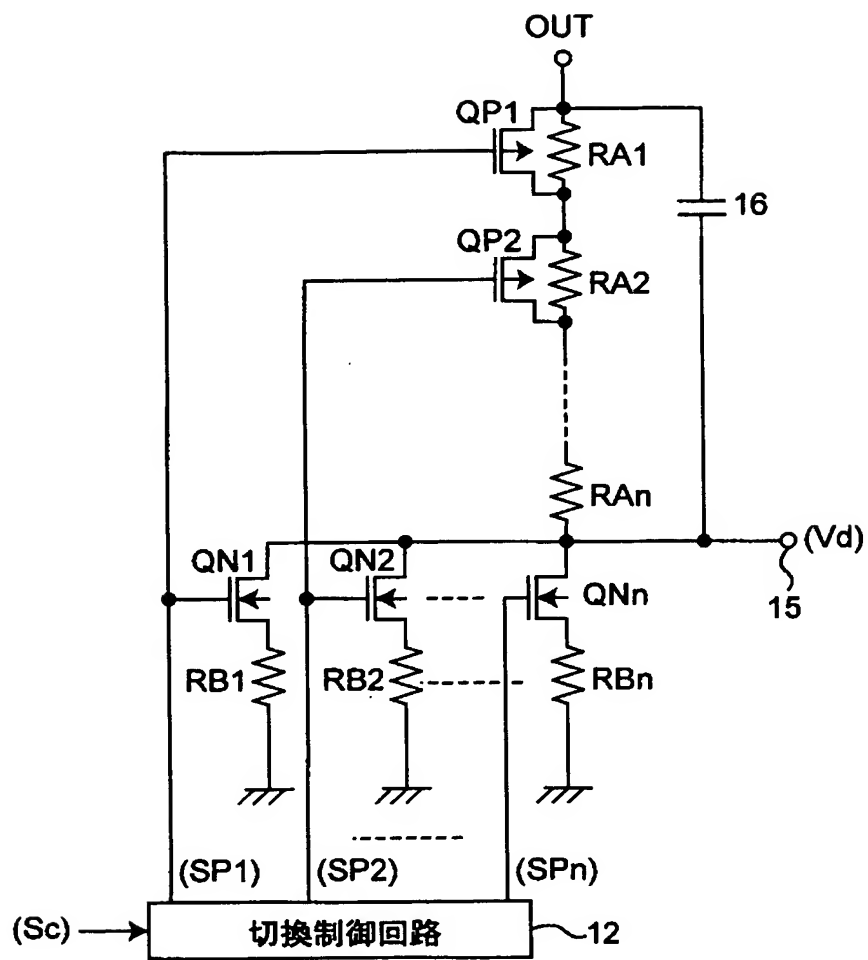 OUT
QP1
RA1
16
QP2
RA2
RAn
(Vd)
QN1
QN2
QNn
15
RB1
RB2
RBn
(SP1)
(SP2)
(SPn)
(Sc)
切換制御回路
12